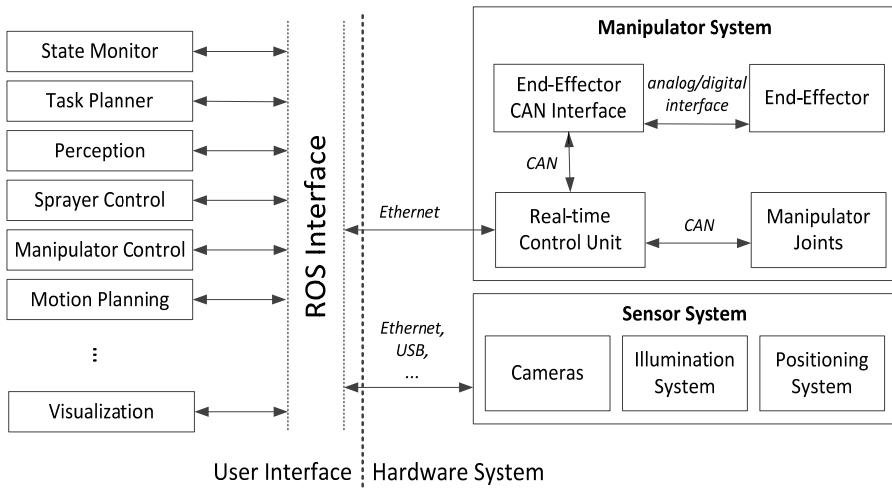 State Monitor
Task Planner
Perception
Sprayer Control
Manipulator Control
Motion Planning
...
Visualization
ROS Interface
User Interface
Hardware System
Ethernet
Ethernet,
USB,
...
Manipulator System
End-Effector
CAN Interface
analog/digital
interface
End-Effector
CAN
Real-time
Control Unit
CAN
Manipulator
Joints
Sensor System
Cameras
Illumination
System
Positioning
System